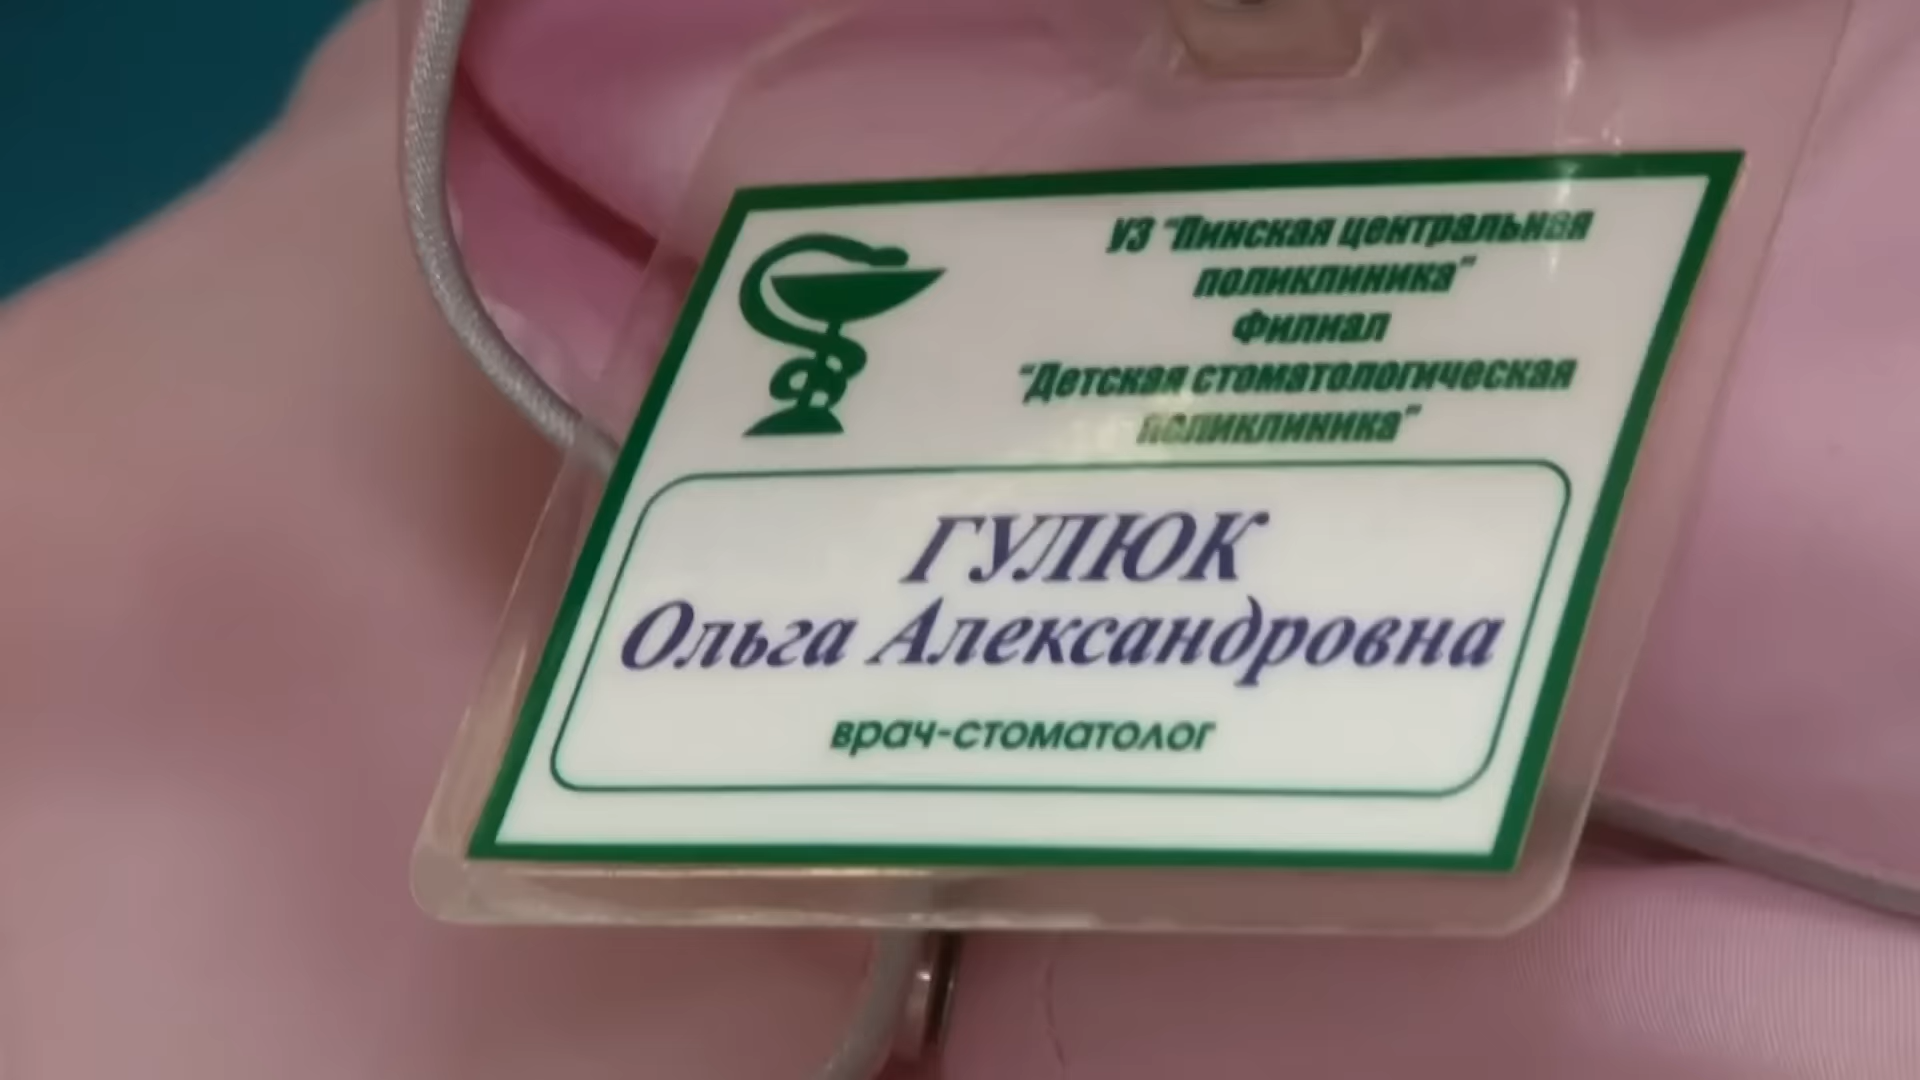 УЗ "Пинская центральная
поликлиника"
Филиал
"Детская стоматологическая
поликлиника"
ГУЛЮК
Ольга Александровна
врач-стоматолог